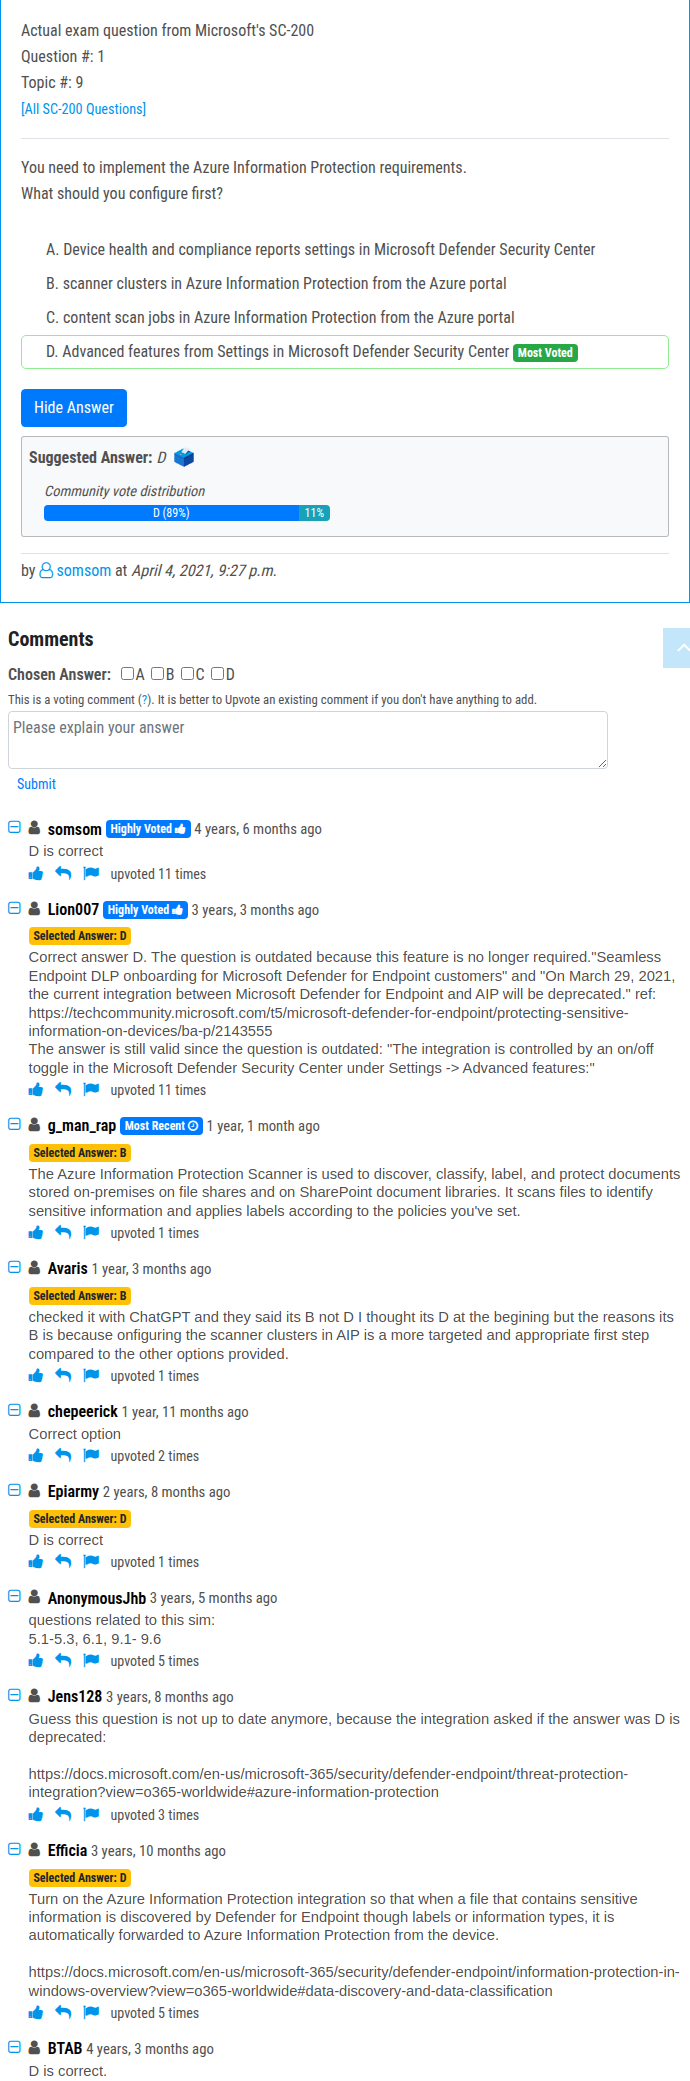 Actual exam question from Microsoft's SC-200
Question #: 1
Topic #: 9
[All SC-200 Questions]
You need to implement the Azure Information Protection requirements.
What should you configure first?
A. Device health and compliance reports settings in Microsoft Defender Security Center
B. scanner clusters in Azure Information Protection from the Azure portal
C. content scan jobs in Azure Information Protection from the Azure portal
D. Advanced features from Settings in Microsoft Defender Security Center Most Voted
Hide Answer
Suggested Answer: D
Community vote distribution
D (89%) 11%
by somsom at April 4, 2021, 9:27 p.m.
Comments
Chosen Answer: A B C D
This is a voting comment (?). It is better to Upvote an existing comment if you don't have anything to add.
Please explain your answer
Submit
somsom Highly Voted 4 years, 6 months ago
D is correct
upvoted 11 times
Lion007 Highly Voted 3 years, 3 months ago
Selected Answer: D
Correct answer D. The question is outdated because this feature is no longer required."Seamless
Endpoint DLP onboarding for Microsoft Defender for Endpoint customers" and "On March 29, 2021,
the current integration between Microsoft Defender for Endpoint and AIP will be deprecated." ref:
https://techcommunity.microsoft.com/t5/microsoft-defender-for-endpoint/protecting-sensitive-
information-on-devices/ba-p/2143555
The answer is still valid since the question is outdated: "The integration is controlled by an on/off
toggle in the Microsoft Defender Security Center under Settings -> Advanced features:"
upvoted 11 times
g_man_rap Most Recent 1 year, 1 month ago
Selected Answer: B
The Azure Information Protection Scanner is used to discover, classify, label, and protect documents
stored on-premises on file shares and on SharePoint document libraries. It scans files to identify
sensitive information and applies labels according to the policies you've set.
upvoted 1 times
Avaris 1 year, 3 months ago
Selected Answer: B
checked it with ChatGPT and they said its B not D I thought its D at the begining but the reasons its
B is because onfiguring the scanner clusters in AIP is a more targeted and appropriate first step
compared to the other options provided.
upvoted 1 times
chepeerick 1 year, 11 months ago
Correct option
upvoted 2 times
Epiarmy 2 years, 8 months ago
Selected Answer: D
D is correct
upvoted 1 times
AnonymousJhb 3 years, 5 months ago
questions related to this sim:
5.1-5.3, 6.1, 9.1- 9.6
upvoted 5 times
Jens128 3 years, 8 months ago
Guess this question is not up to date anymore, because the integration asked if the answer was D is
deprecated:
https://docs.microsoft.com/en-us/microsoft-365/security/defender-endpoint/threat-protection-
integration?view=o365-worldwide#azure-information-protection
upvoted 3 times
Efficia 3 years, 10 months ago
Selected Answer: D
Turn on the Azure Information Protection integration so that when a file that contains sensitive
information is discovered by Defender for Endpoint though labels or information types, it is
automatically forwarded to Azure Information Protection from the device.
https://docs.microsoft.com/en-us/microsoft-365/security/defender-endpoint/information-protection-in-
windows-overview?view=o365-worldwide#data-discovery-and-data-classification
upvoted 5 times
BTAB 4 years, 3 months ago
D is correct.